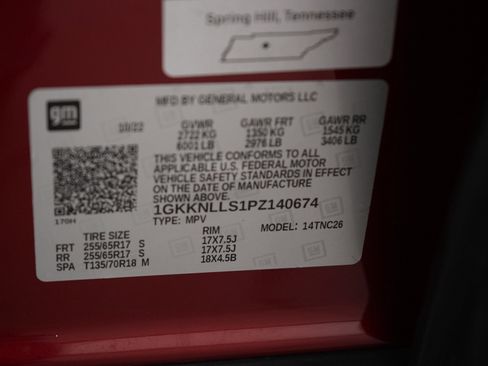 Spring Hill, Tennessee
gm
MFD BY GENERAL MOTORS LLC
10/22
GVWR GAWR FRT GAWR RR
2722 KG 1350 KG 1545 KG
6001 LB 2976 LB 3406 LB
THIS VEHICLE CONFORMS TO ALL
APPLICABLE U.S. FEDERAL MOTOR
VEHICLE SAFETY STANDARDS IN EFFECT
ON THE DATE OF MANUFACTURE
SHOWN ABOVE.
1GKKNLLS1PZ140674
170H TYPE: MPV
MODEL: 14TNC26
TIRE SIZE RIM
FRT 255/65R17 S 17X7.5J
RR 255/65R17 S 17X7.5J
SPA T135/70R18 M 18X4.5B